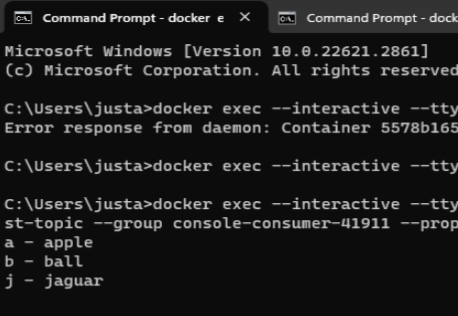 Command Prompt - docker e
Command Prompt - dock
Microsoft Windows [Version 10.0.22621.2861]
(c) Microsoft Corporation. All rights reserved
C:\Users\justa>docker exec --interactive --tty
Error response from daemon: Container 5578b165
C:\Users\justa>docker exec --interactive --tty
C:\Users\justa>docker exec --interactive --tty
st-topic --group console-consumer-41911 --prop
a - apple
b - ball
j - jaguar